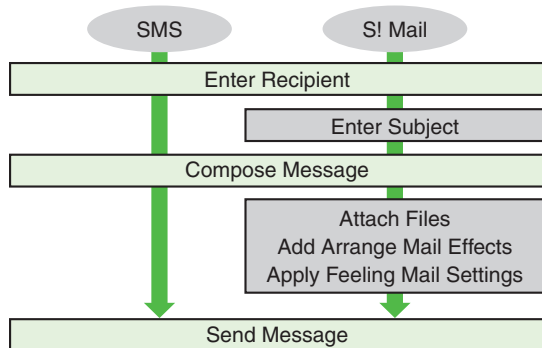 SMS
S! Mail
Enter Recipient
Enter Subject
Compose Message
Attach Files
Add Arrange Mail Effects
Apply Feeling Mail Settings
Send Message